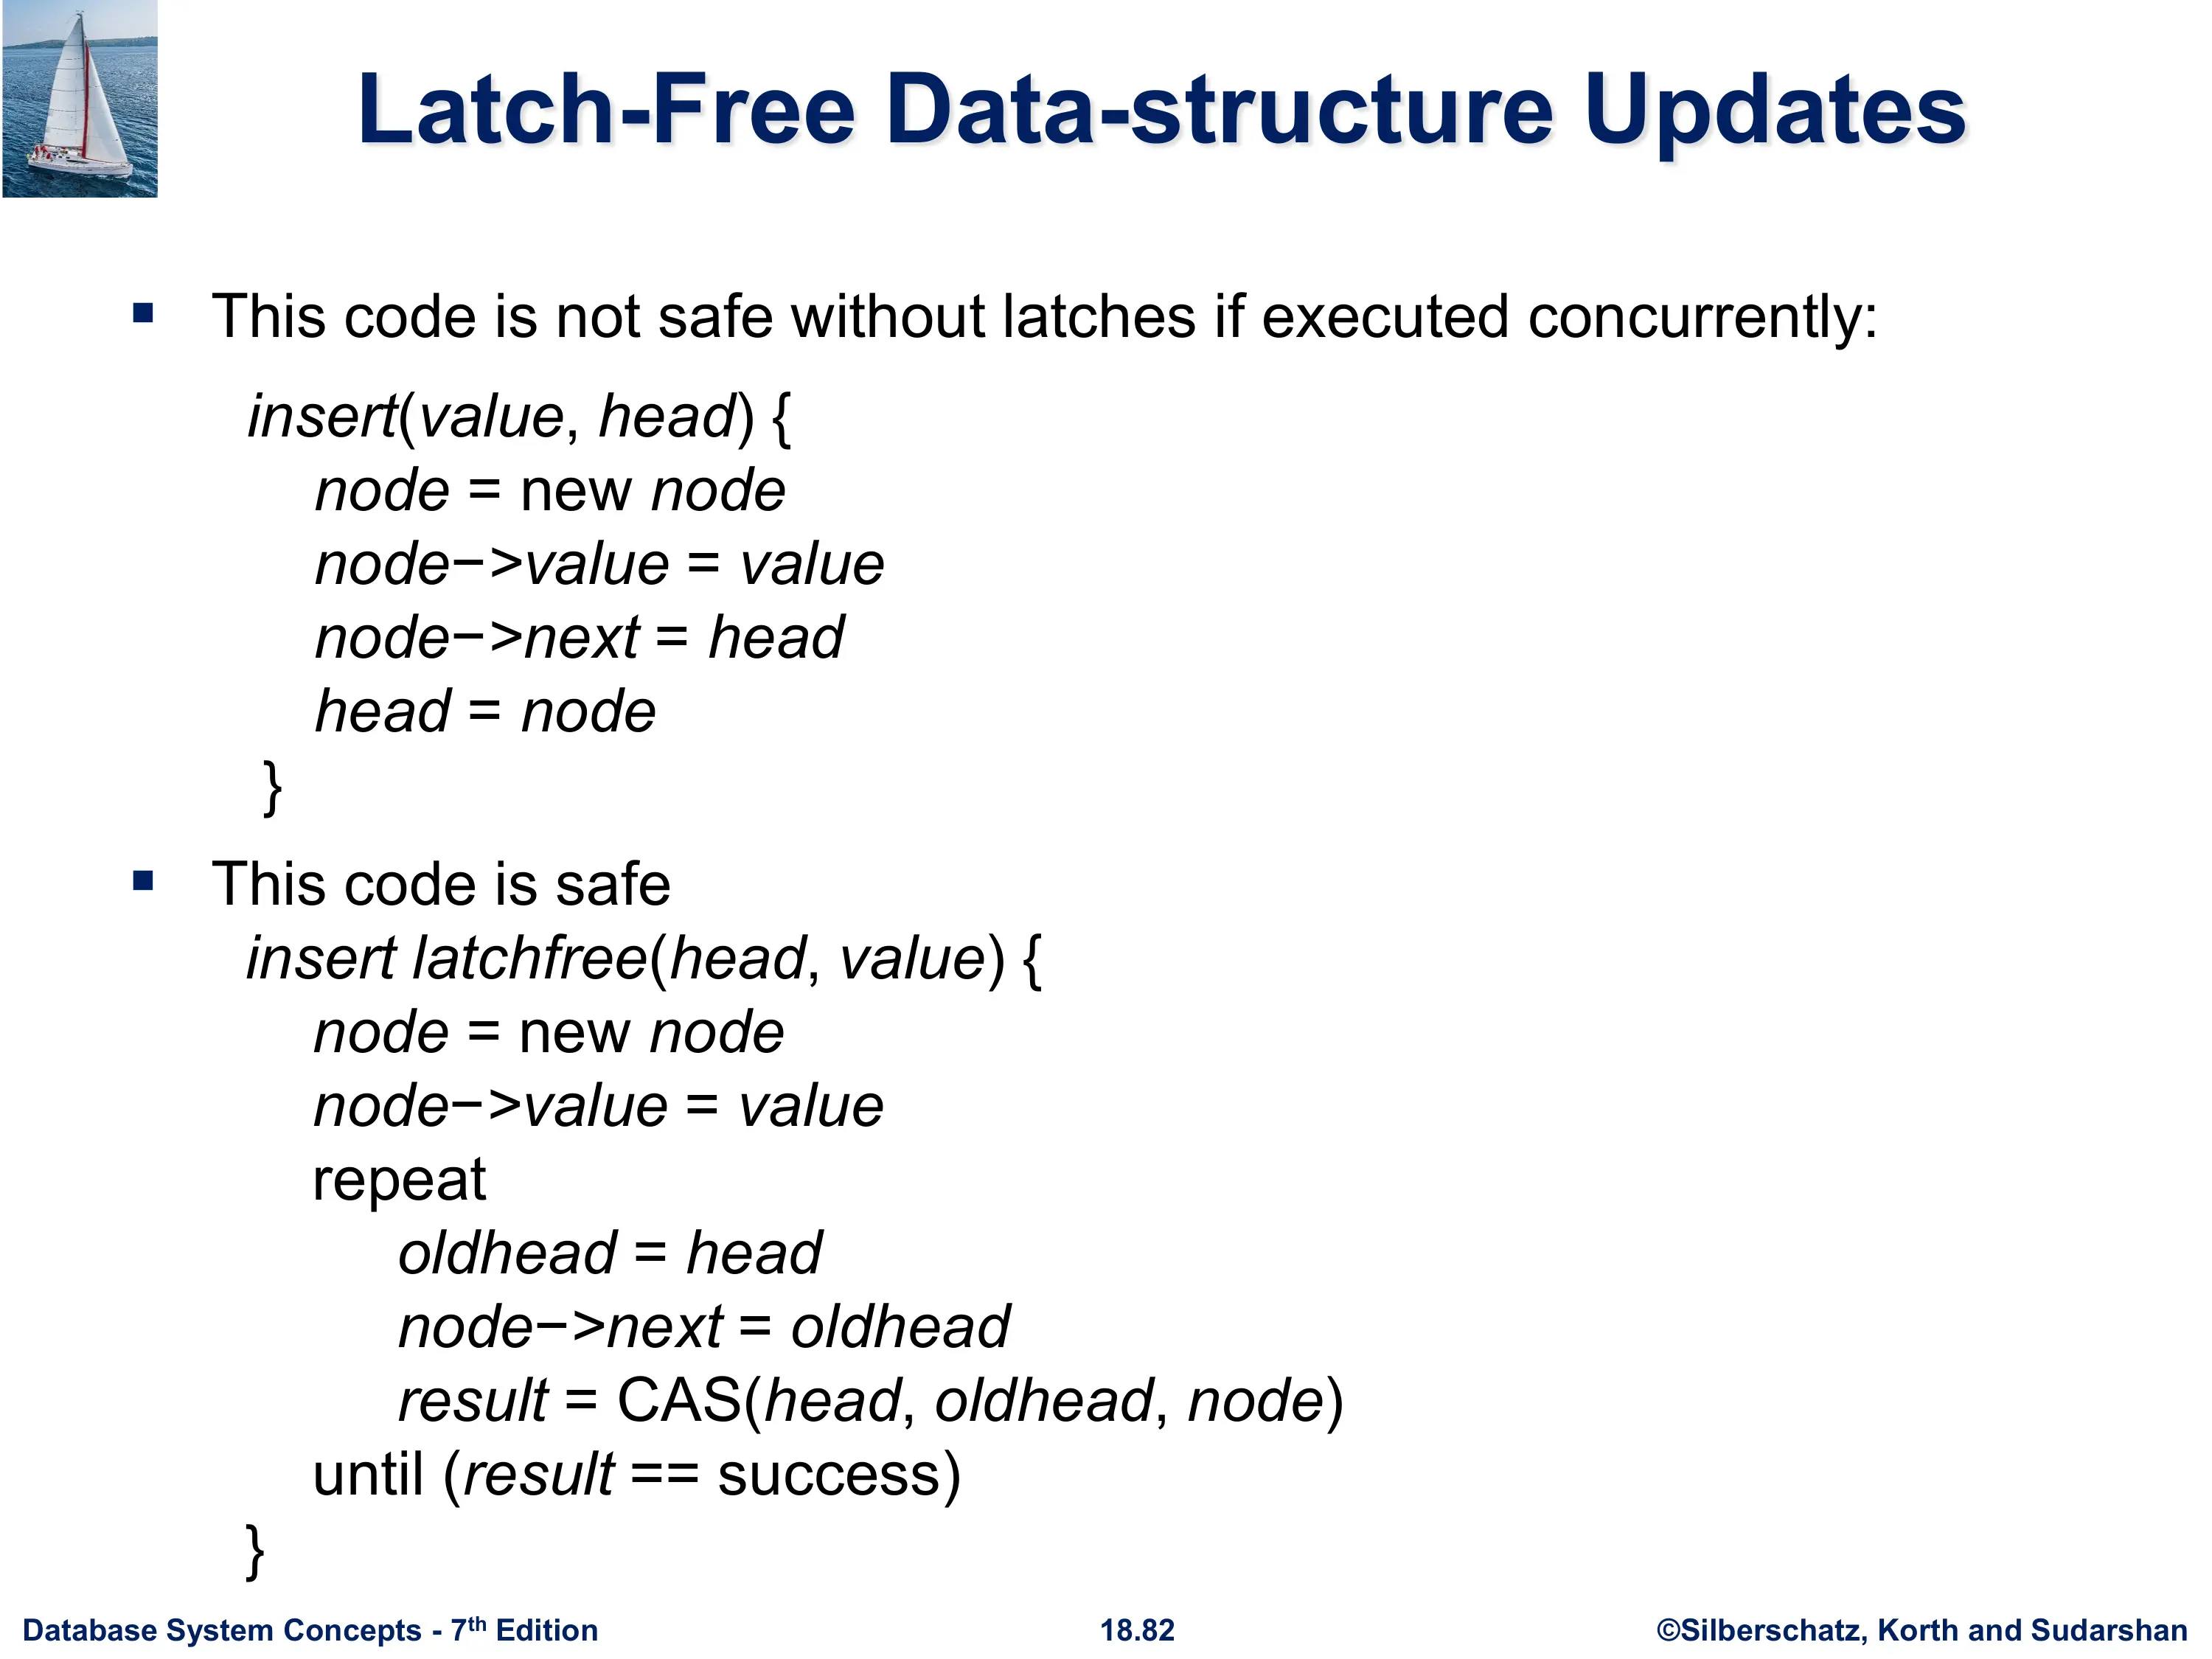 Latch-Free Data-structure Updates
▪ This code is not safe without latches if executed concurrently:
insert(value, head) {
node = new node
node−>value = value
node−>next = head
head = node
}
▪ This code is safe
insert latchfree(head, value) {
node = new node
node−>value = value
repeat
oldhead = head
node−>next = oldhead
result = CAS(head, oldhead, node)
until (result == success)
}
Database System Concepts - 7th Edition
18.82
©Silberschatz, Korth and Sudarshan